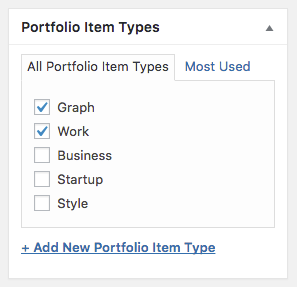 Portfolio Item Types
All Portfolio Item Types Most Used
Graph
Work
Business
Startup
Style
+ Add New Portfolio Item Type